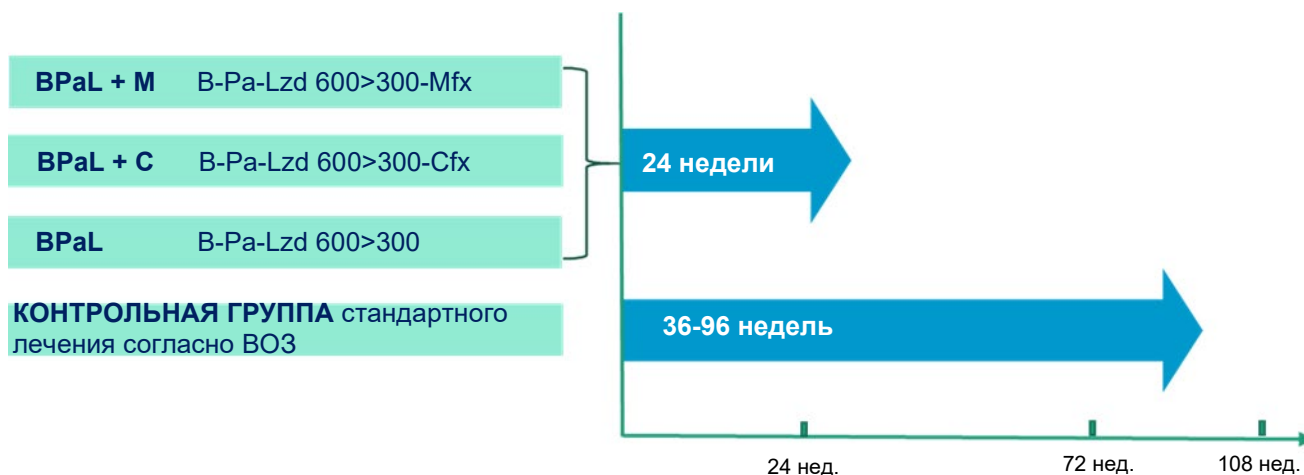 BPaL + M B-Pa-Lzd 600>300-Mfx
BPaL + C B-Pa-Lzd 600>300-Cfx
BPaL B-Pa-Lzd 600>300
КОНТРОЛЬНАЯ ГРУППА стандартного
лечения согласно ВОЗ
24 недели
36-96 недель
24 нед.
72 нед.
108 нед.